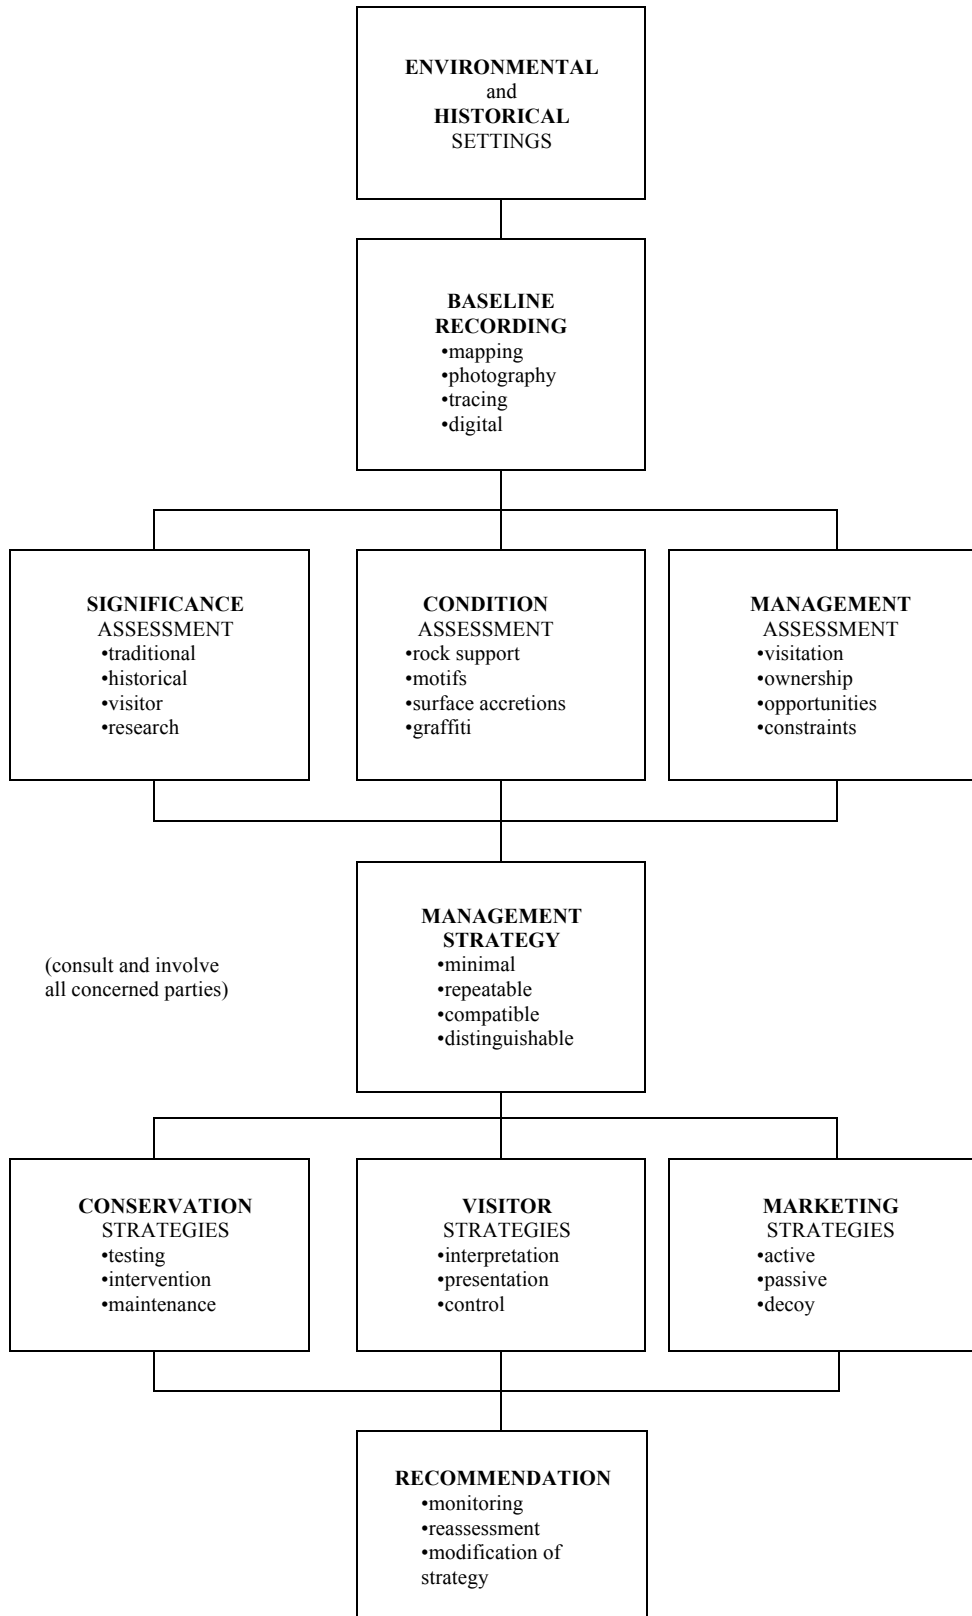 ENVIRONMENTAL
and
HISTORICAL
SETTINGS
BASELINE
RECORDING
•mapping
•photography
•tracing
•digital
SIGNIFICANCE
ASSESSMENT
•traditional
•historical
•visitor
•research
CONDITION
ASSESSMENT
•rock support
•motifs
•surface accretions
•graffiti
MANAGEMENT
ASSESSMENT
•visitation
•ownership
•opportunities
•constraints
(consult and involve
all concerned parties)
MANAGEMENT
STRATEGY
•minimal
•repeatable
•compatible
•distinguishable
CONSERVATION
STRATEGIES
•testing
•intervention
•maintenance
VISITOR
STRATEGIES
•interpretation
•presentation
•control
MARKETING
STRATEGIES
•active
•passive
•decoy
RECOMMENDATION
•monitoring
•reassessment
•modification of
strategy